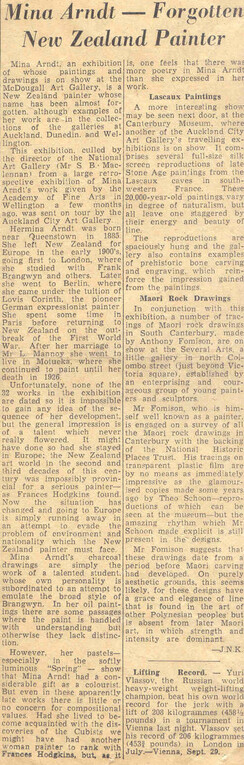 Mina Arndt — Forgotten
New Zealand Painter
Mina Arndt, an exhibition
of whose paintings and
drawings is on show at the
McDougall Art Gallery, is a
New Zealand painter whose
name has been almost for-
gotten, although examples of
her work are in the collec-
tions of the galleries at
Auckland, Dunedin, and Wel-
lington.
This exhibition, culled by
the director of the National
Art Gallery (Mr S. B. Mac-
lennan) from a large retro-
spective exhibition of Mina
Arndt's work given by the
Academy of Fine Arts in
Wellington a few months
ago, was sent on tour by the
Auckland City Art Gallery.
Hermina Arndt was born
near Queenstown in 1885.
She left New Zealand for
Europe in the early 1900's,
going first to London, where
she studied with Frank
Brangwyn and others. Later
she went to Berlin, where
she came under the tuition of
Lovis Corinth, the pioneer
German expressionist painter
She spent some time in
Paris before returning to
New Zealand on the out-
break of the First World
War. After her marriage to
Mr L. Mannoy she went to
live in Motueka, where she
continued to paint until her
death in 1926.
Unfortunately, none of the
32 works in the exhibition
are dated so it is impossible
to gain any idea of the se-
quence of her development,
but the general impression is
of a talent which never
really flowered. It might
have done so had she stayed
in Europe; the New Zealand
art world in the second and
third decades of this cen-
tury was impossibly provin-
cial for a serious painter—
as Frances Hodgkins found.
Now the situation has
changed and going to Europe
is simply running away in
an attempt to evade the
problem of environment and
nationality which the New
Zealand painter must face.
Mina Arndt's charcoal
drawings are simply the
work of a talented student,
whose own personality is
subordinated to an attempt to
emulate the broad style of
Brangwyn. In her oil paint-
ings there are some passages
where the paint is handled
with understanding but
otherwise they lack distinc-
tion.
However, her pastels—
especially the softly
luminous "Spring" — show
that Mina Arndt had a con-
siderable gift as a colourist.
But even in these apparently
late works there is little or
no concern for compositional
values. Had she lived to be-
come acquainted with the dis-
coveries of the Cubists we
might have had another
woman painter to rank with
Frances Hodgkins, but, as it
is, one feels that there was
more poetry in Mina Arndt
than she expressed in her
work.
Lascaux Paintings
A more interesting show
may be seen next door, at the
Canterbury Museum, where
another of the Auckland City
Art Gallery's travelling ex-
hibitions is on show. It com-
prises several full-size silk
screen reproductions of late
Stone Age paintings from the
Lascaux caves in south-
western France. These
20,000-year-old paintings, vary
in degree of naturalism, but
all leave one staggered by
their energy and beauty of
line.
The reproductions are
spaciously hung and the gal-
lery also contains examples
of prehistoric bone carving
and engraving, which rein-
force the impression gained
from the paintings.
Maori Rock Drawings
In conjunction with this
exhibition, a number of trac-
ings of Maori rock drawings
in South Canterbury, made
by Anthony Fomison, are on
show at the Several Arts, a
little gallery in north Co-
ombo street (just beyond Vic-
toria square), established by
an enterprising and cour-
ageous group of young paint-
ers and sculptors.
Mr Fomison, who is him-
self well known as a painter,
is engaged on a survey of all
the Maori rock drawings in
Canterbury with the backing
of the National Historic
Places Trust. His tracings on
transparent plastic film are
by no means as immediately
impressive as the glamour-
ised copies made some years
ago by Theo Schoon—repro-
ductions of which can be
seen at the museum—but the
amazing rhythm which Mr
Schoon made explicit is still
present in the designs.
Mr Fomison suggests that
these drawings date from a
period before Maori carving
had developed. On purely
aesthetic grounds, this seems
likely, for these designs have
a grace and elegance of line
that is found in the art of
other Polynesian peoples but
is absent from later Maori
art, in which strength and
intensity are dominant.
—J.N.K.
Lifting Record. — Yuri
Vlasov, the Russian world
heavy-weight weight-lifting
champion, beat his own world
record for the jerk with a
lift of 208 kilogrammes (458½
pounds) in a tournament in
Vienna last night. Vlasov set
his record of 206 kilogrammes
(453½ pounds) in London in
July.—Vienna, Sept. 29.